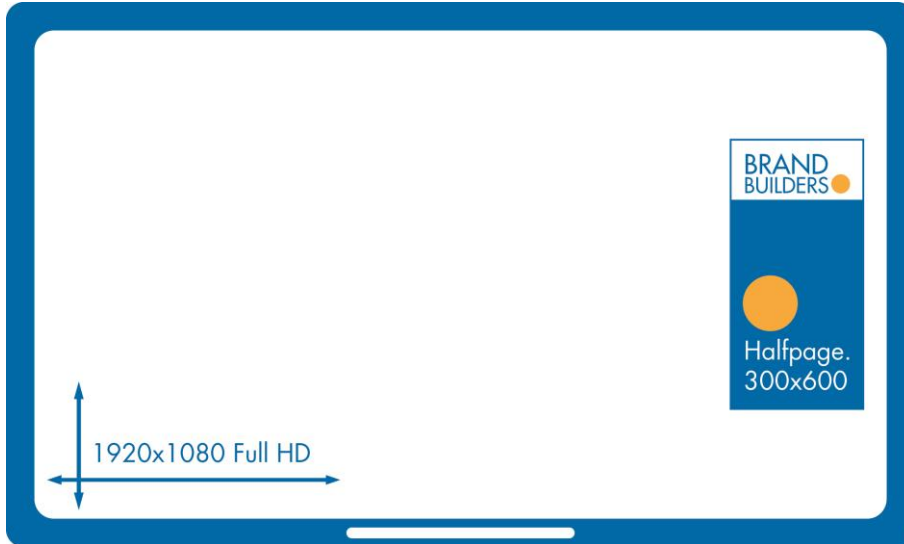 BRAND
BUILDERS
Halfpage.
300x600
1920x1080 Full HD